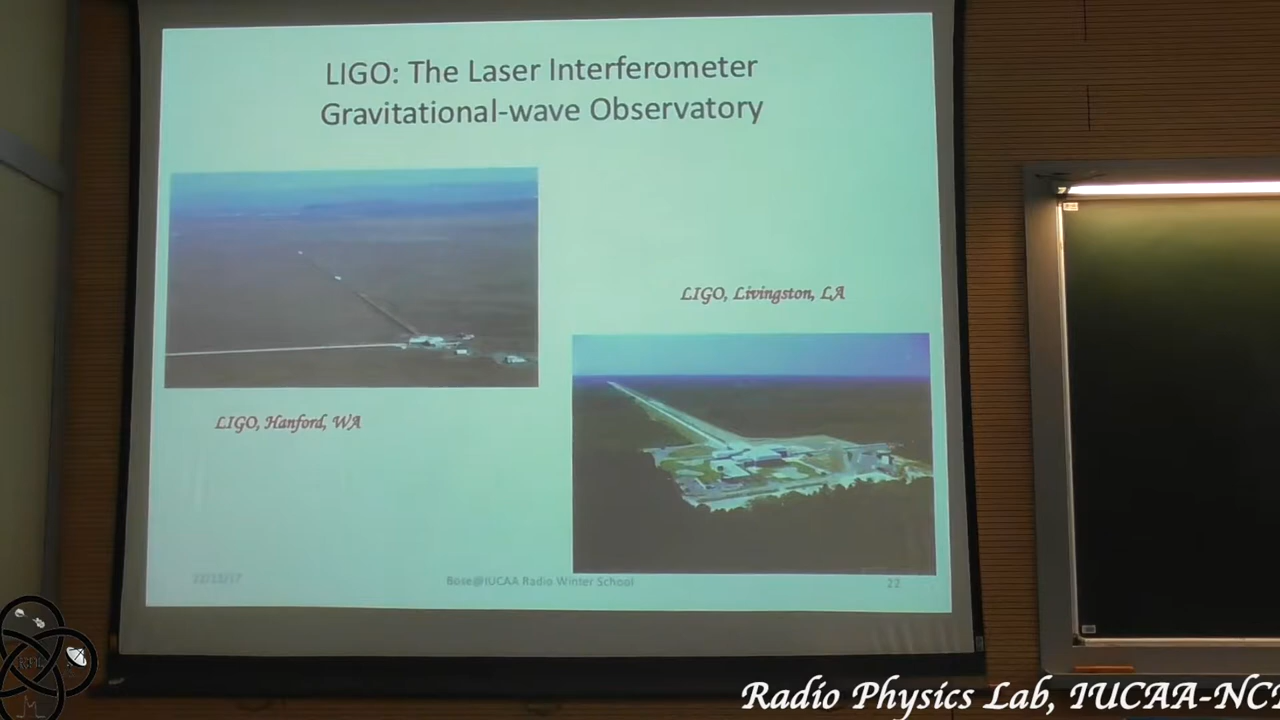 LIGO: The Laser Interferometer
Gravitational-wave Observatory
LIGO, Livingston, LA
LIGO, Hanford, WA
Bose@IUCAA Radio Winter School
22
Radio Physics Lab, IUCAA-NC